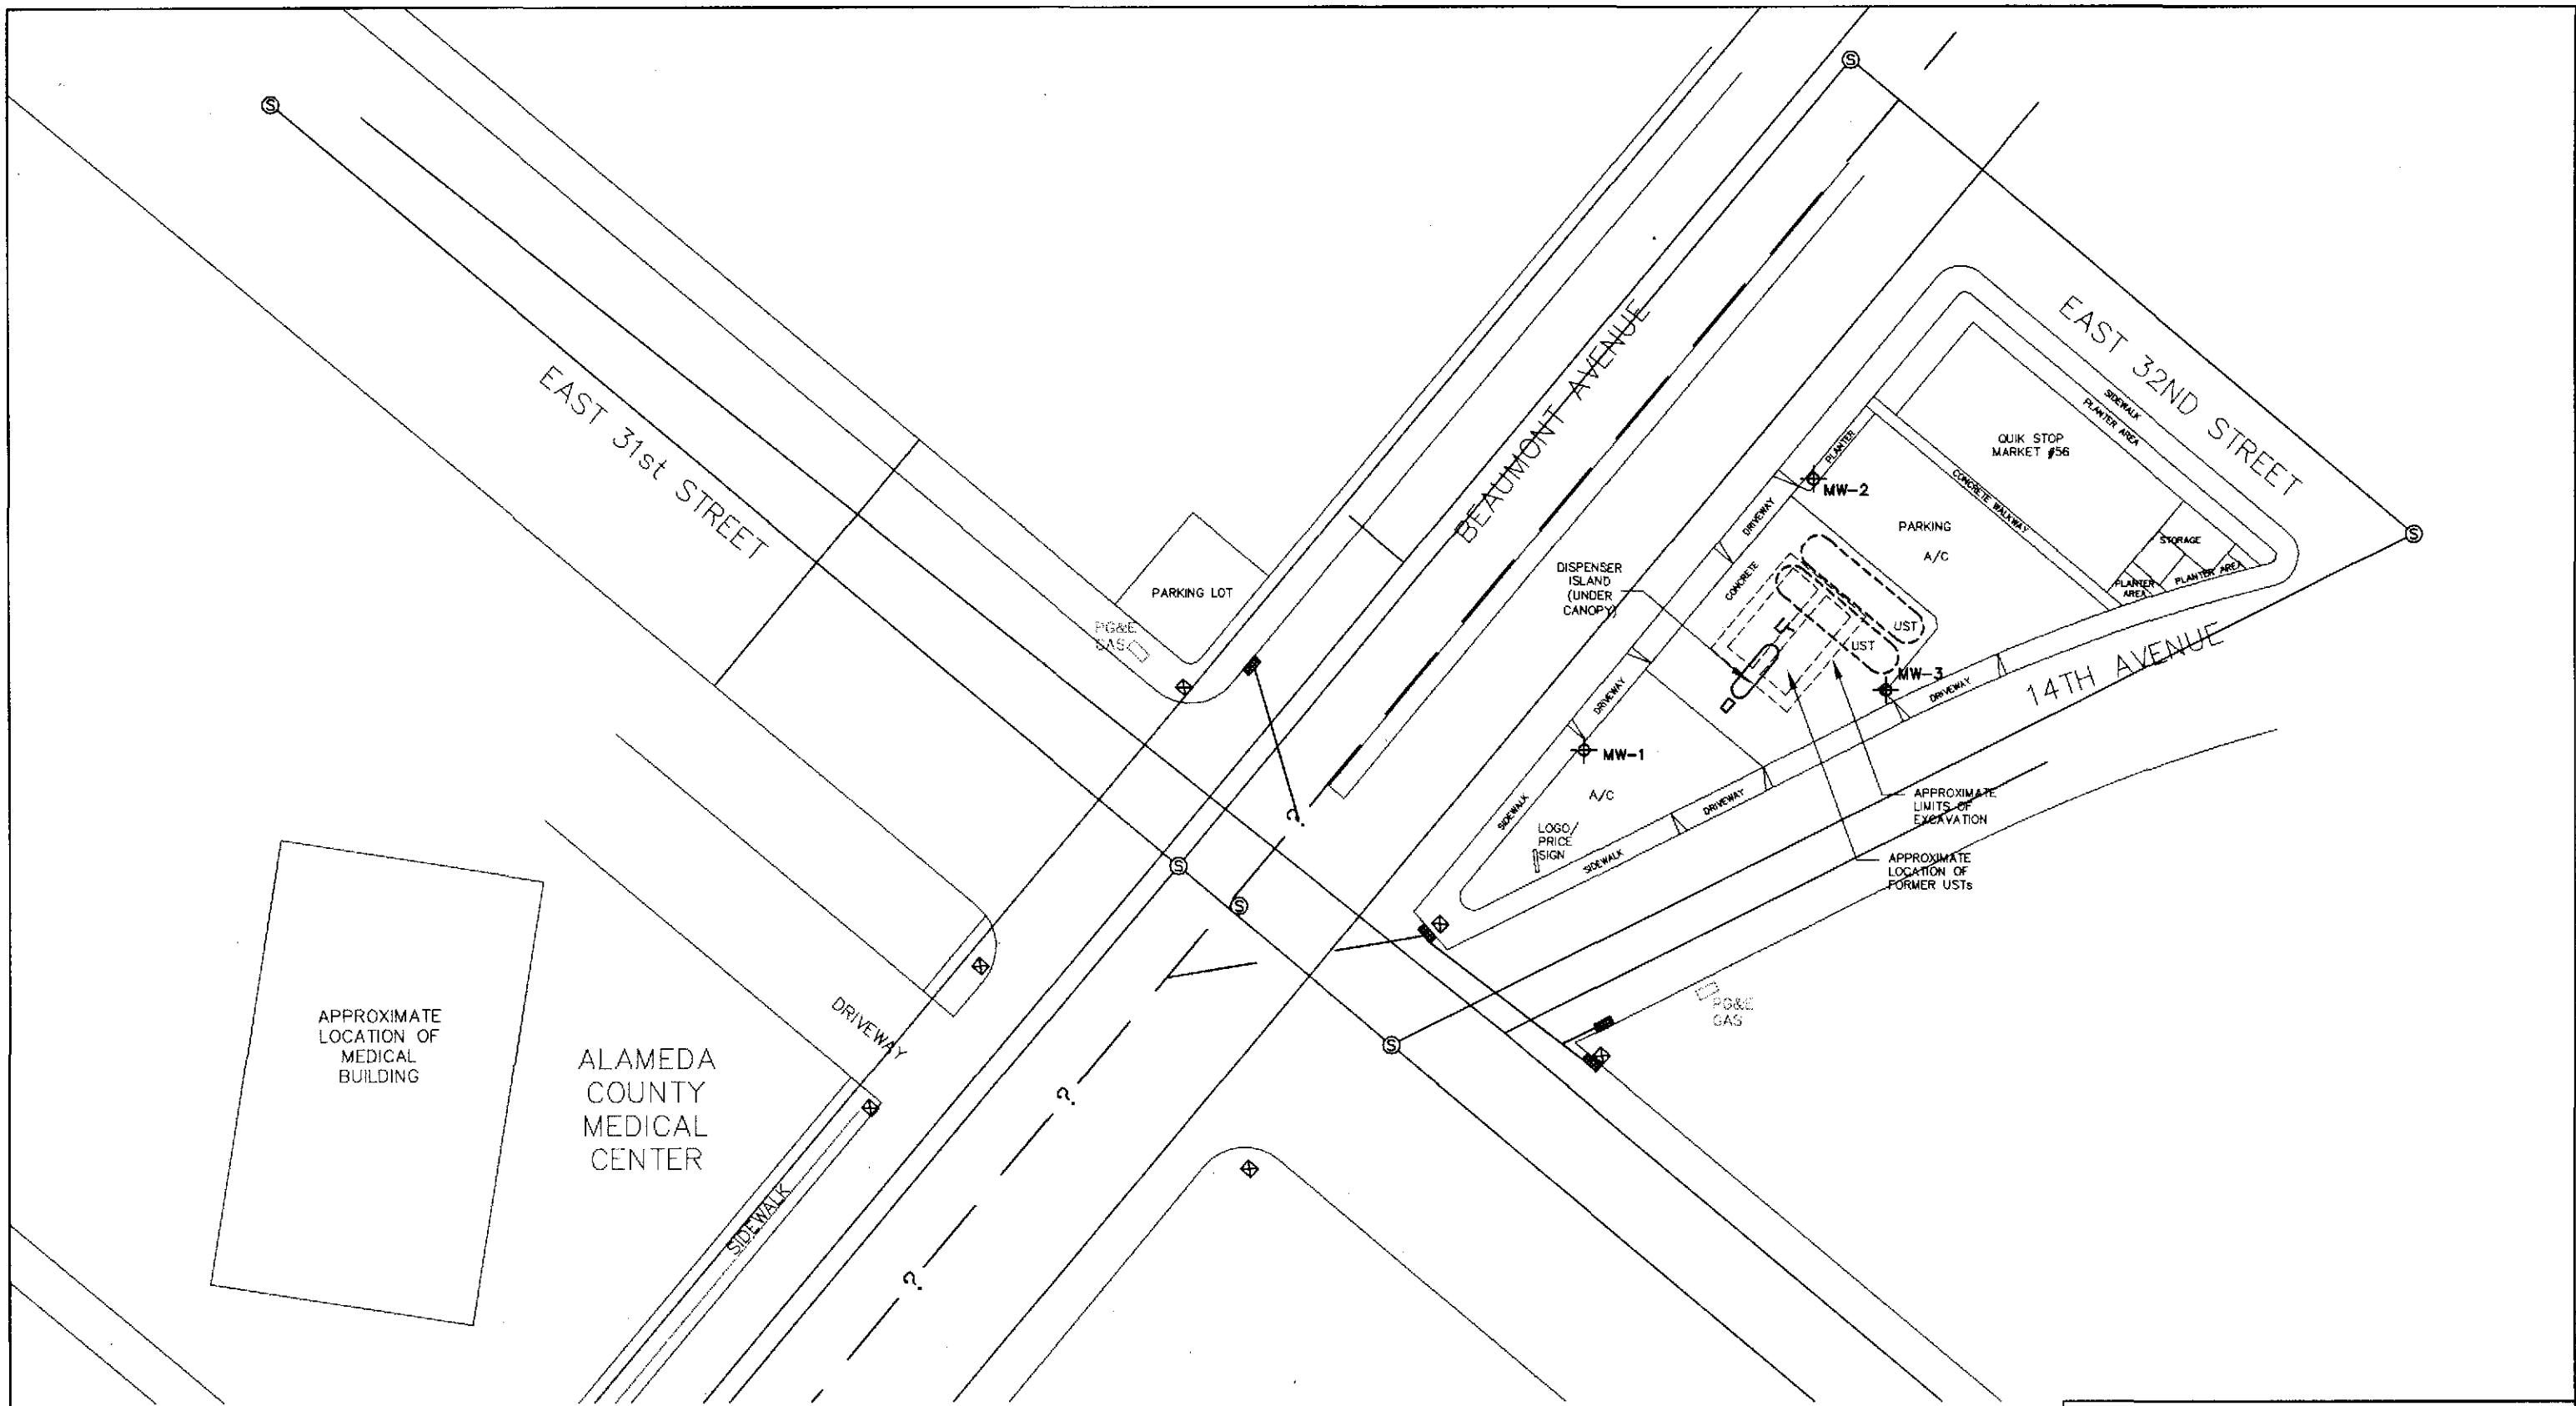 EAST 31st STREET
BEAUMONT AVENUE
EAST 32ND STREET
SIDEWALK
PLANTER AREA
QUIK STOP
MARKET #56
PLANTER
CONCRETE WALKWAY
MW-2
DRIVEWAY
PARKING
A/C
STORAGE
PLANTER
AREA
PLANTER AREA
DISPENSER
ISLAND
(UNDER
CANOPY)
CONCRETE
UST
UST
MW-3
DRIVEWAY
14TH AVENUE
PARKING LOT
PG&E
GAS
DRIVEWAY
MW-1
A/C
SIDEWALK
LOGO/
PRICE
SIGN
DRIVEWAY
SIDEWALK
APPROXIMATE
LIMITS OF
EXCAVATION
APPROXIMATE
LOCATION OF
FORMER USTs
PG&E
GAS
S
S
S
S
S
S
?
?
?
DRIVEWAY
APPROXIMATE
LOCATION OF
MEDICAL
BUILDING
ALAMEDA
COUNTY
MEDICAL
CENTER
SIDEWALK